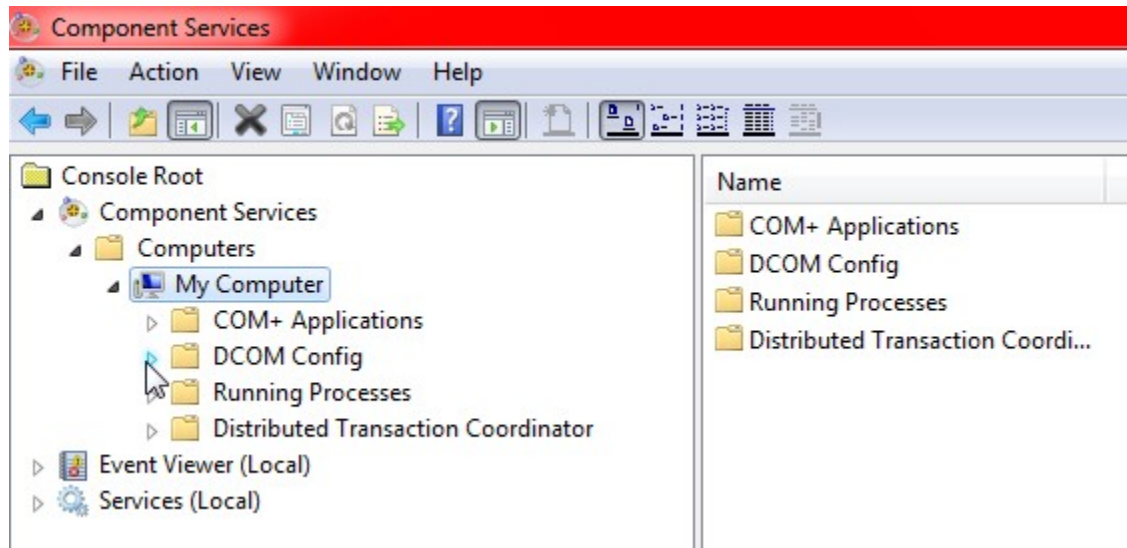 Component Services
File Action View Window Help
Console Root
Component Services
Computers
My Computer
COM+ Applications
DCOM Config
Running Processes
Distributed Transaction Coordinator
Event Viewer (Local)
Services (Local)
Name
COM+ Applications
DCOM Config
Running Processes
Distributed Transaction Coordi...